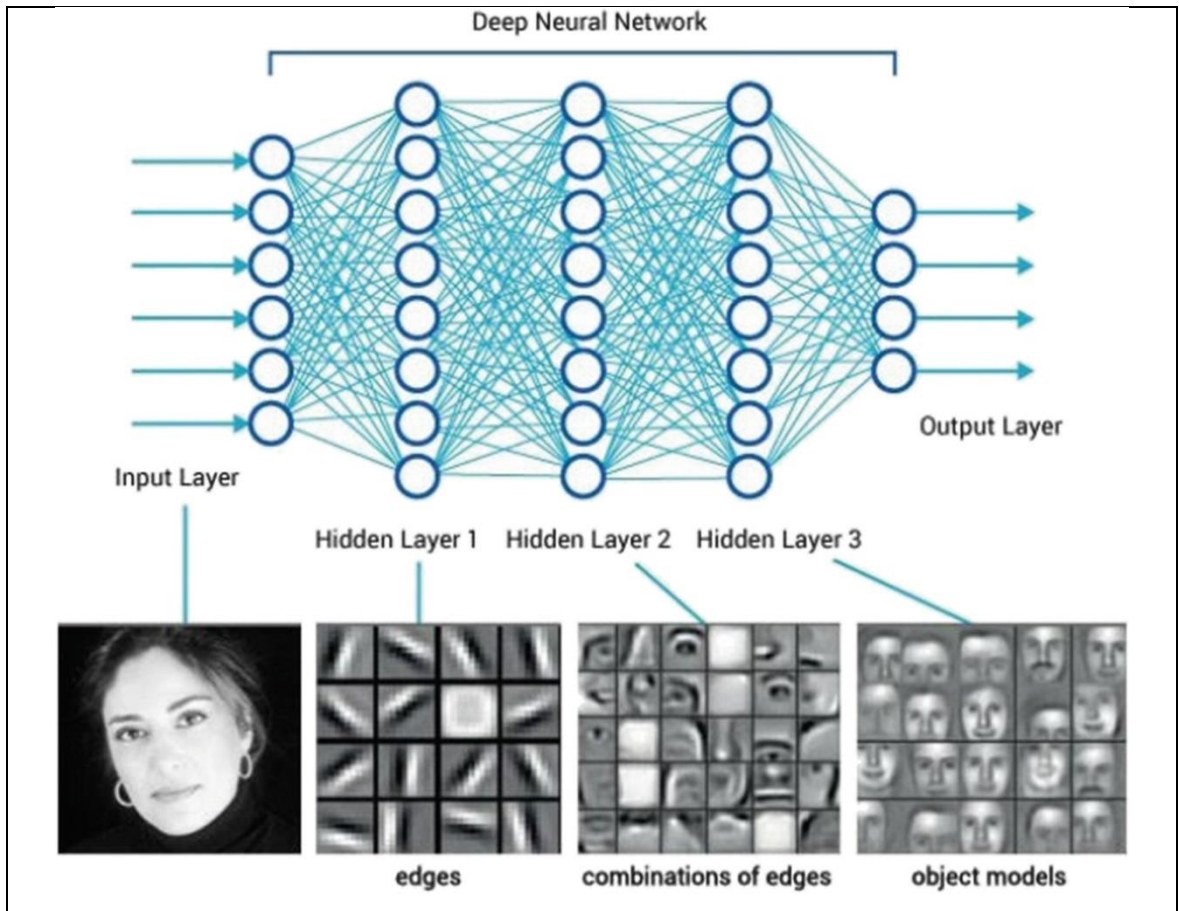 Deep Neural Network
Input Layer
Output Layer
Hidden Layer 1
Hidden Layer 2
Hidden Layer 3
edges
combinations of edges
object models